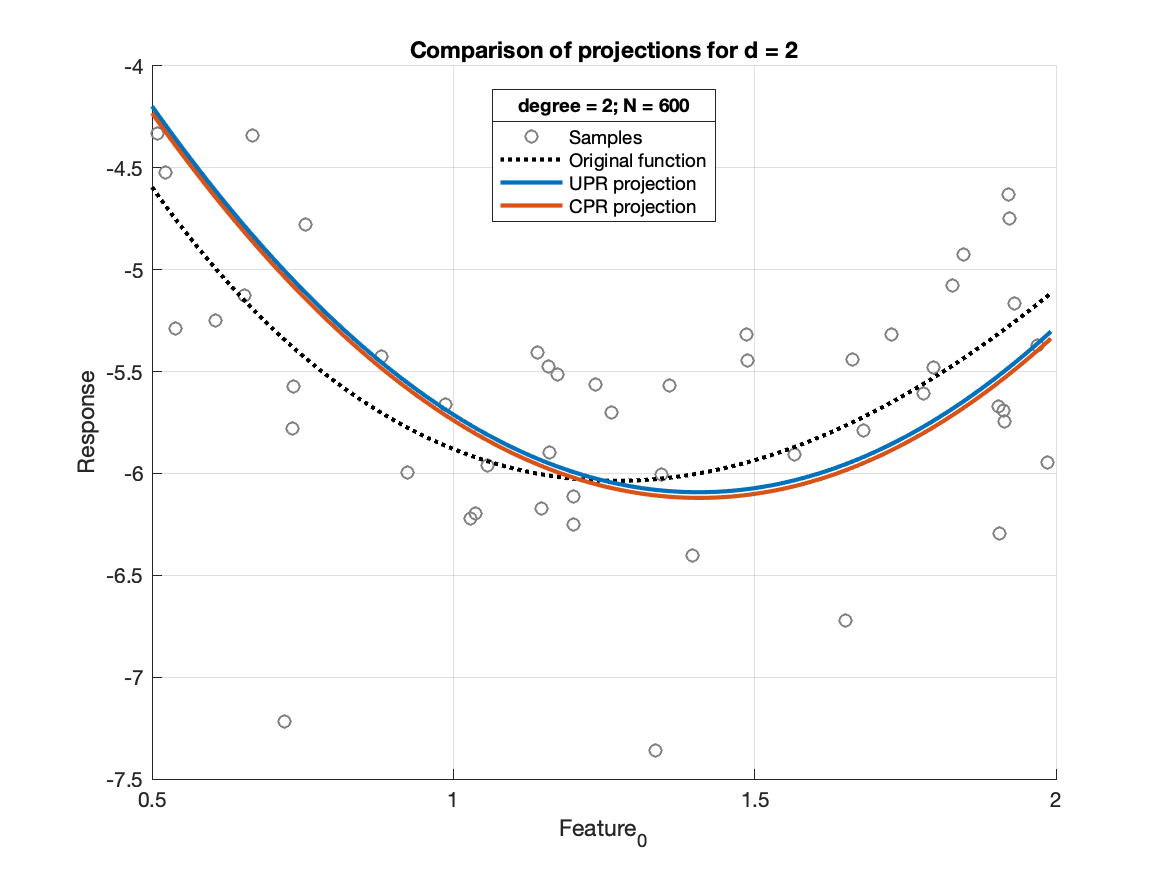 Comparison of projections for d = 2
degree = 2; N = 600
Samples
Original function
UPR projection
CPR projection
Response
-4
-4.5
-5
-5.5
-6
-6.5
-7
-7.5
0.5
1
1.5
2
Feature₀